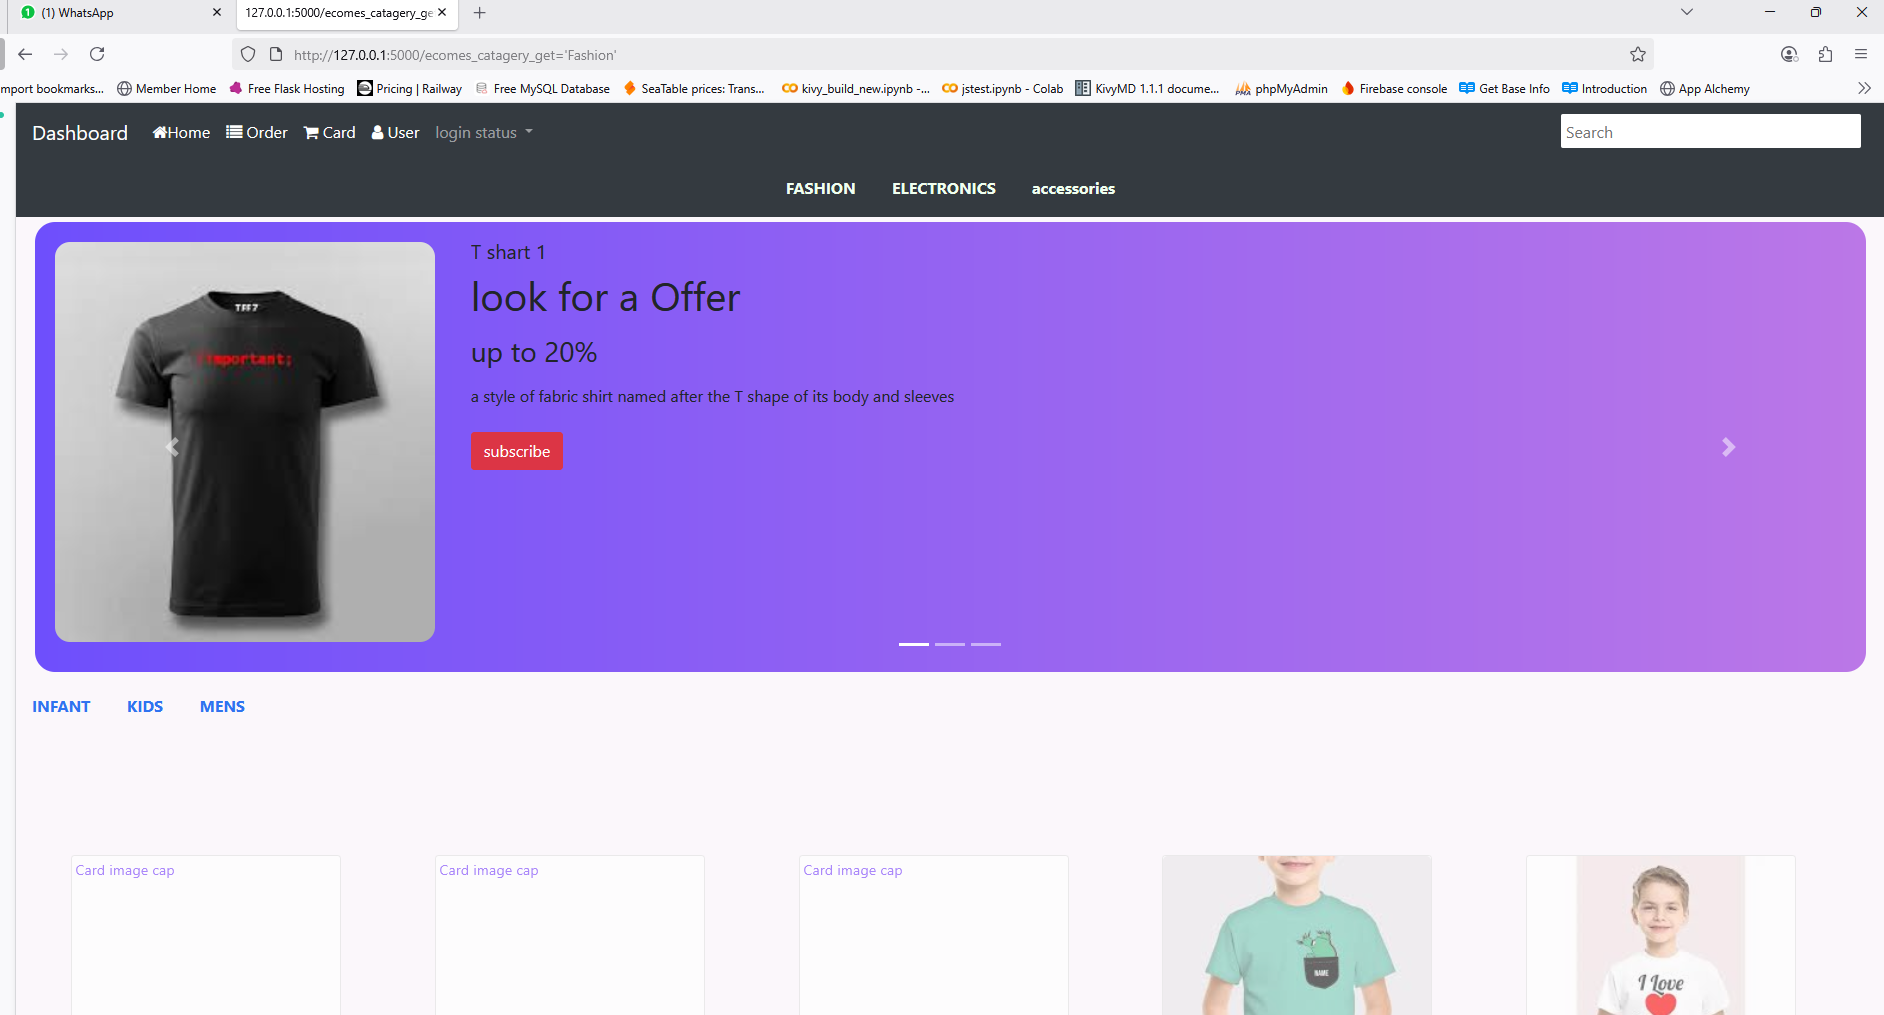 (1) WhatsApp
127.0.0.1:5000/ecomes_catagery_ge
http://127.0.0.1:5000/ecomes_catagery_get='Fashion'
mport bookmarks...
Member Home
Free Flask Hosting
Pricing | Railway
Free MySQL Database
SeaTable prices: Trans...
kivy_build_new.ipynb -...
jstest.ipynb - Colab
KivyMD 1.1.1 docume...
phpMyAdmin
Firebase console
Get Base Info
Introduction
App Alchemy
Dashboard
Home
Order
Card
User
login status
Search
FASHION
ELECTRONICS
accessories
T shart 1
look for a Offer
up to 20%
a style of fabric shirt named after the T shape of its body and sleeves
subscribe
!important;
INFANT
KIDS
MENS
Card image cap
Card image cap
Card image cap
NAME
I Love